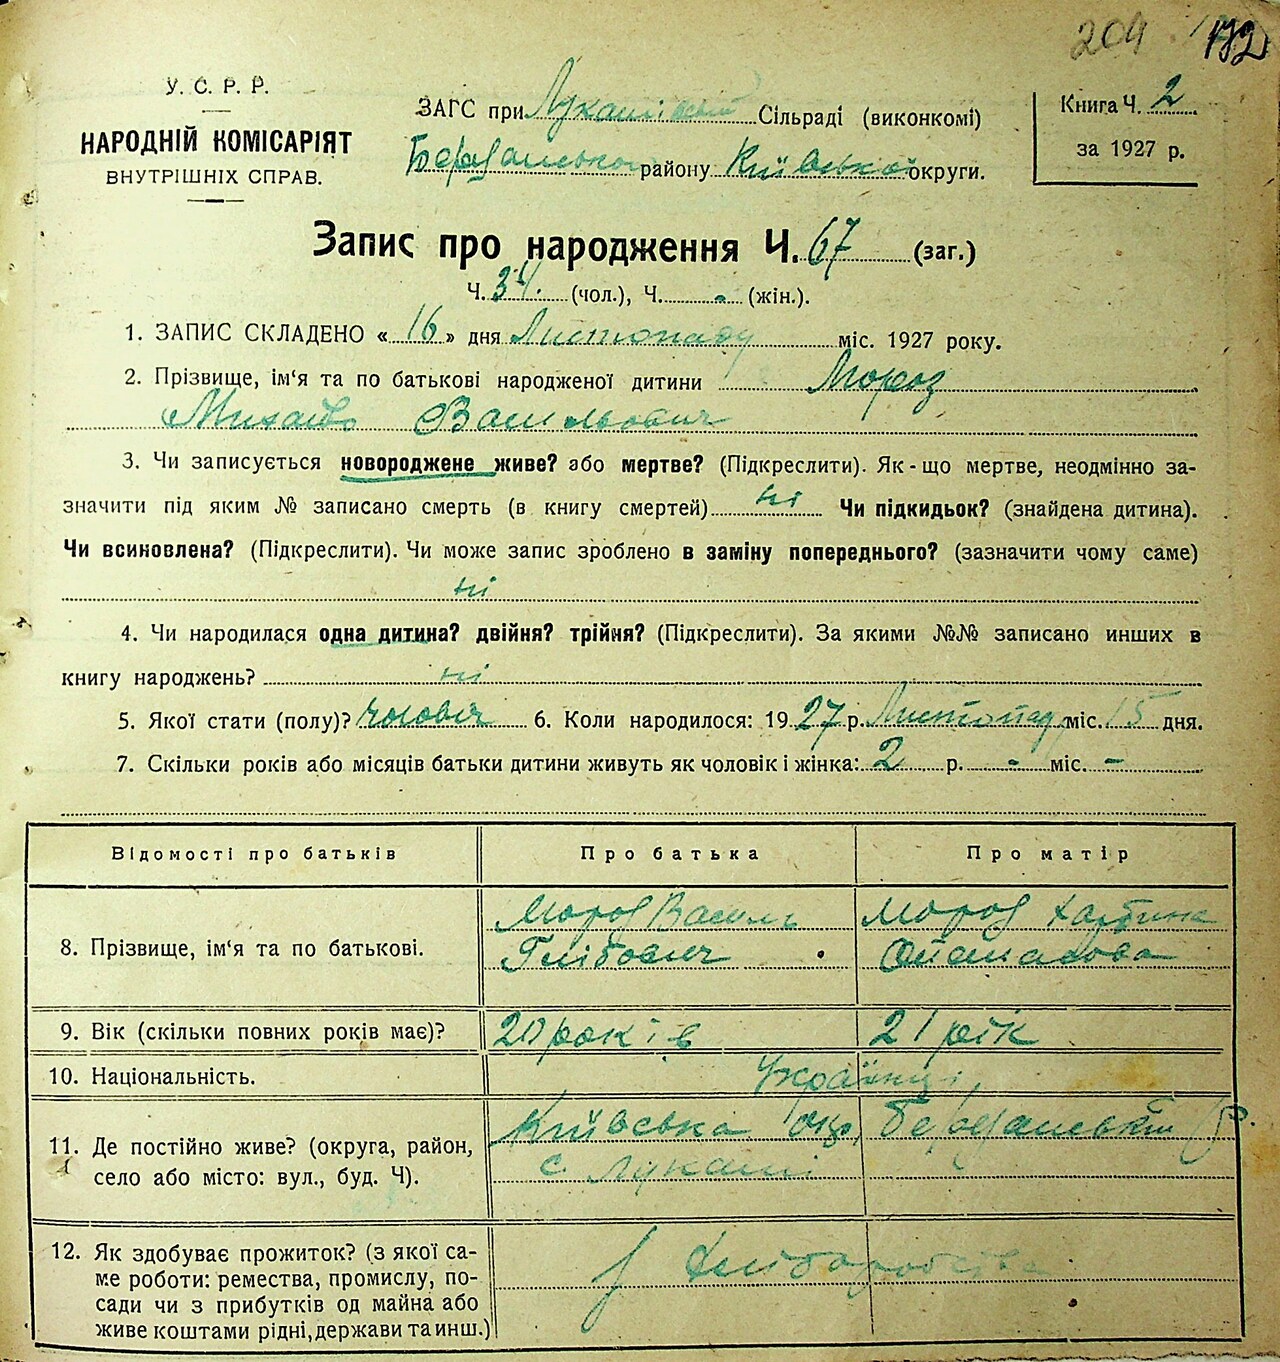 204 192
У. С. Р. Р.
НАРОДНІЙ КОМІСАРІЯТ
ВНУТРІШНІХ СПРАВ.
ЗАГС при Лукашівській Сільраді (виконкомі)
району Київської округи.
Книга Ч. 2
за 1927 р.
Запис про народження Ч. 67 (заг.)
Ч. 34. (чол.), Ч. - (жін.).
1. ЗАПИС СКЛАДЕНО « 16 » дня Листопаду міс. 1927 року.
2. Прізвище, ім‘я та по батькові народженої дитини Мороз
Михайло Васильович
3. Чи записується новороджене живе? або мертве? (Підкреслити). Як-що мертве, неодмінно за-
значити під яким № записано смерть (в книгу смертей) ні Чи підкидьок? (знайдена дитина).
Чи всиновлена? (Підкреслити). Чи може запис зроблено в заміну попереднього? (зазначити чому саме)
ні
4. Чи народилася одна дитина? двійня? трійня? (Підкреслити). За якими №№ записано инших в
книгу народжень? ні
5. Якої стати (полу)? 6. Коли народилося: 1927 р. Листопаду міс. 15 дня.
7. Скільки років або місяців батьки дитини живуть як чоловік і жінка: 2 р. - міс. -
Відомості про батьків Про батька Про матір
8. Прізвище, ім‘я та по батькові. Мороз Василь Глібович Мороз
9. Вік (скільки повних років має)? 20 років 21 рік
10. Національність. Українці
11. Де постійно живе? (округа, район, Київська окр.
село або місто: вул., буд. Ч). с. Лукаші
12. Як здобуває прожиток? (з якої са-
ме роботи: ремества, промислу, по- з хліборобства
сади чи з прибутків од майна або
живе коштами рідні, держави та инш.)